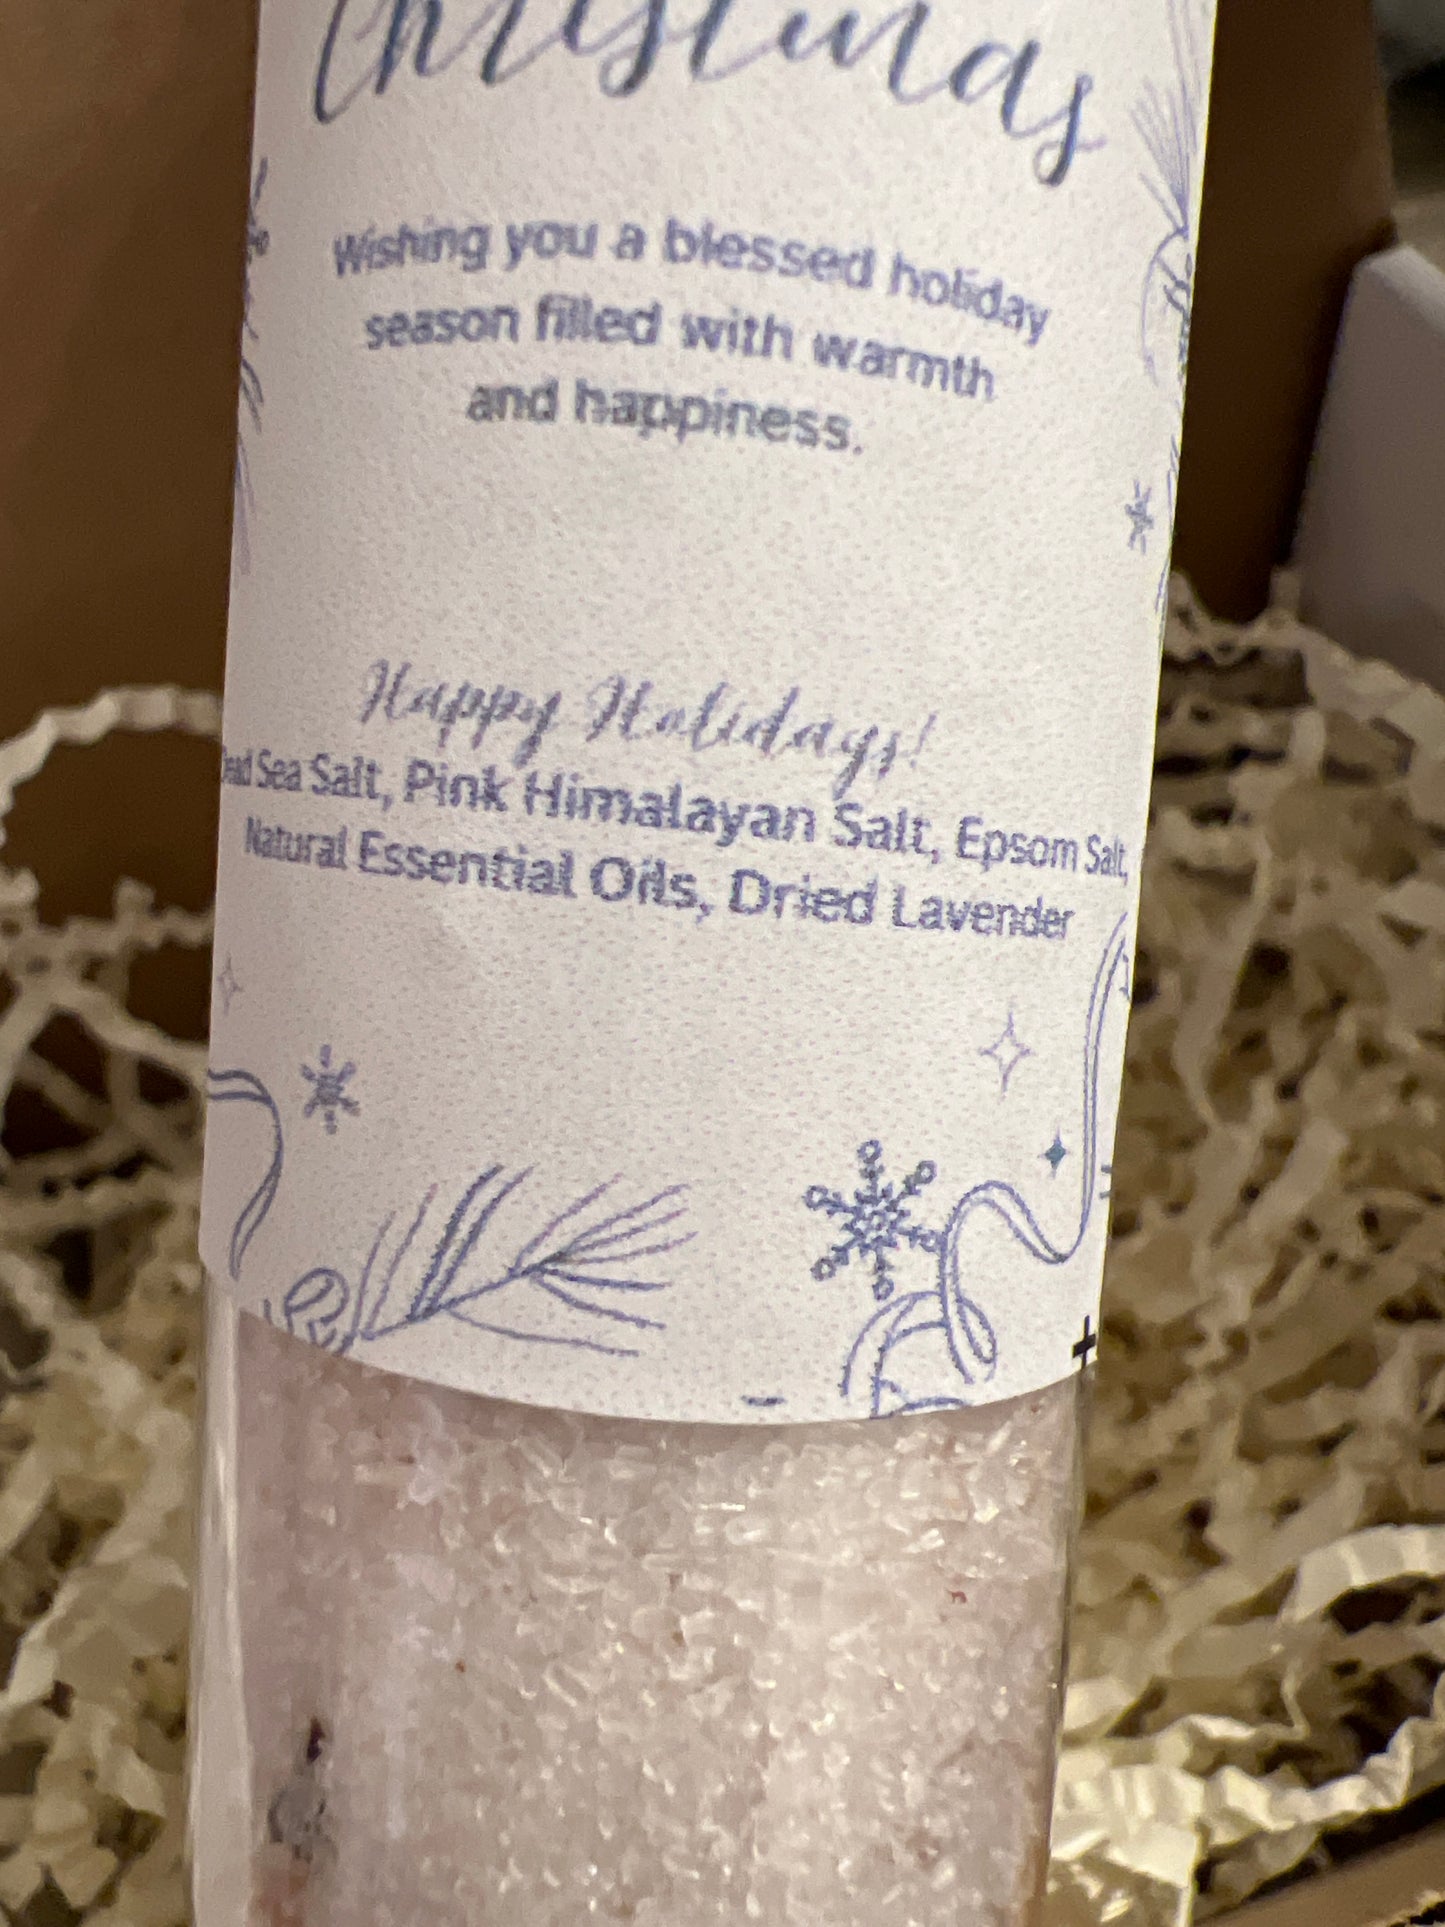 Christmas
Wishing you a blessed holiday
season filled with warmth
and happiness.
Happy Holidays!
Dead Sea Salt, Pink Himalayan Salt, Epsom Salt,
Natural Essential Oils, Dried Lavender